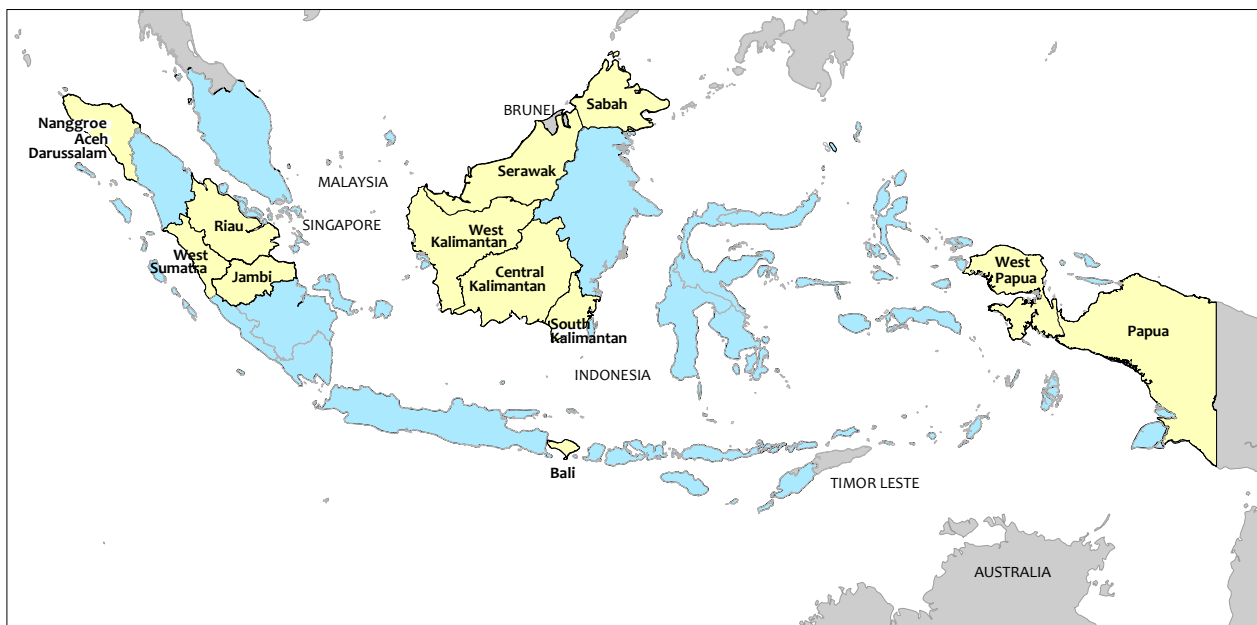 Sabah
BRUNEI
Nanggroe
Aceh
Darussalam
Serawak
MALAYSIA
SINGAPORE
Riau
West
Kalimantan
West
Sumatra
Jambi
Central
Kalimantan
West
Papua
South
Kalimantan
Papua
INDONESIA
Bali
TIMOR LESTE
AUSTRALIA